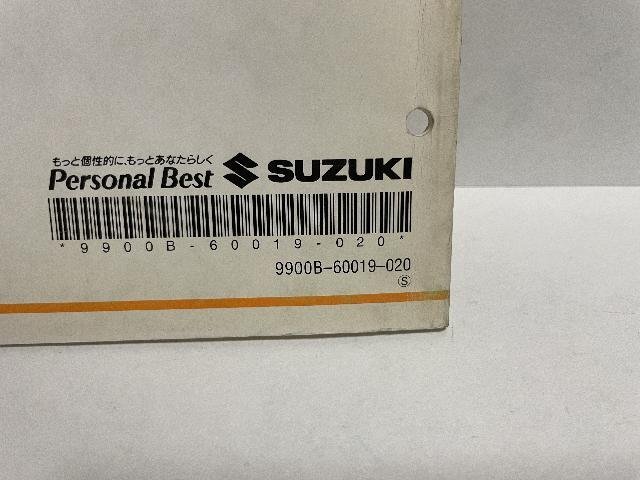 もっと個性的に、もっとあなたらしく
Personal Best SUZUKI
*9900B-60019-020*
9900B-60019-020
Ⓢ